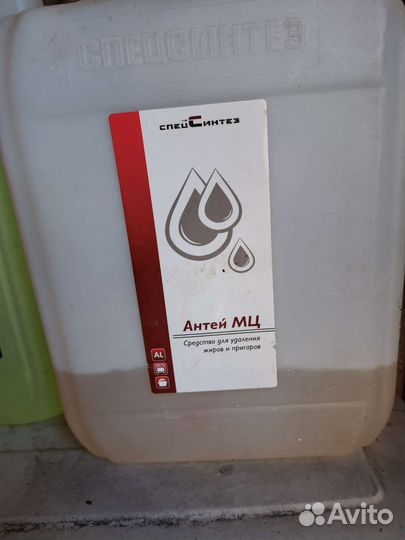 СПЕЦСИНТЕЗ
СПЕЦСИНТЕЗ
Антей МЦ
Средство для удаления
жиров и пригаров
AL
Avito